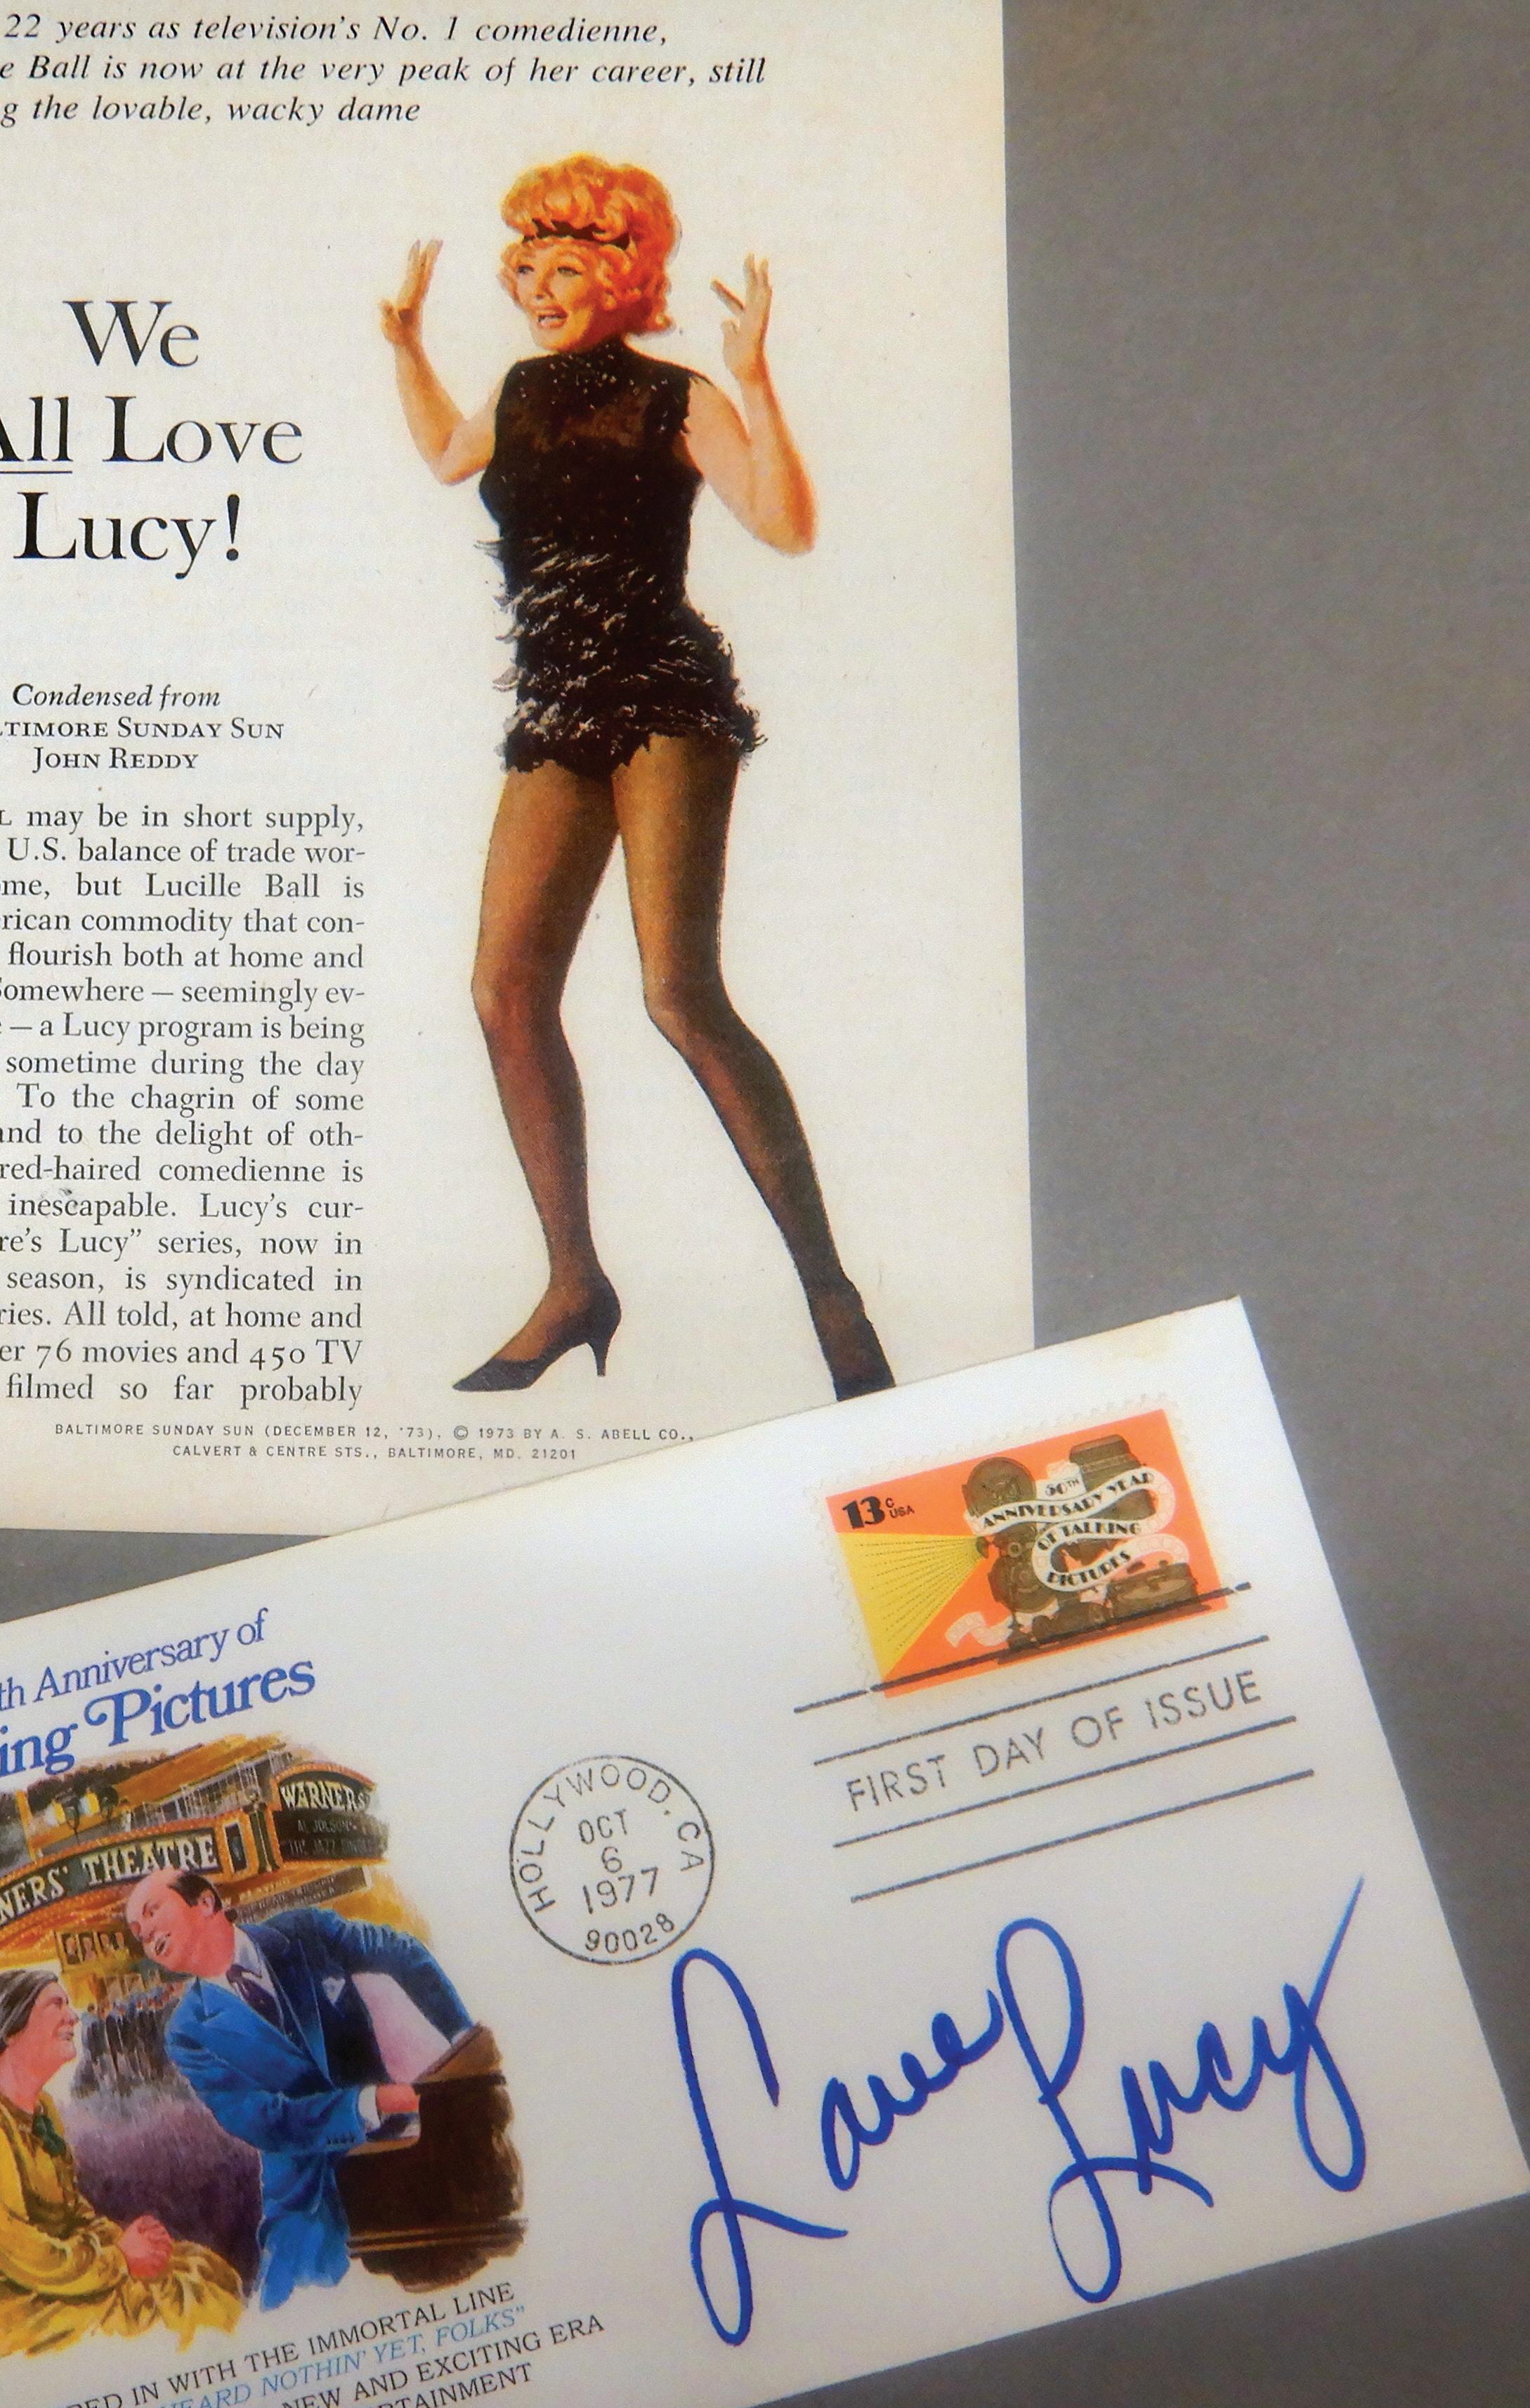 22 years as television's No. 1 comedienne,
e Ball is now at the very peak of her career, still
g the lovable, wacky dame
We
All Love
Lucy!
Condensed from
LTIMORE SUNDAY SUN
JOHN REDDY
L may be in short supply,
U.S. balance of trade wor-
me, but Lucille Ball is
rican commodity that con-
flourish both at home and
Somewhere — seemingly ev-
— a Lucy program is being
sometime during the day
To the chagrin of some
and to the delight of oth-
red-haired comedienne is
inescapable. Lucy's cur-
re's Lucy" series, now in
season, is syndicated in
ries. All told, at home and
er 76 movies and 450 TV
filmed so far probably
BALTIMORE SUNDAY SUN (DECEMBER 12, '73), © 1973 BY A. S. ABELL CO.,
CALVERT & CENTRE STS., BALTIMORE, MD. 21201
13c
USA
50TH
ANNIVERSARY YEAR
OF TALKING
PICTURES
FIRST DAY OF ISSUE
th Anniversary of
ing Pictures
WARNERS'
AL JOLSON
THE JAZZ SINGER
NERS' THEATRE
HOLLYWOOD, CA
OCT
6
1977
90028
Love Lucy
RED IN WITH THE IMMORTAL LINE
HEARD NOTHIN' YET, FOLKS"
NEW AND EXCITING ERA
RTAINMENT